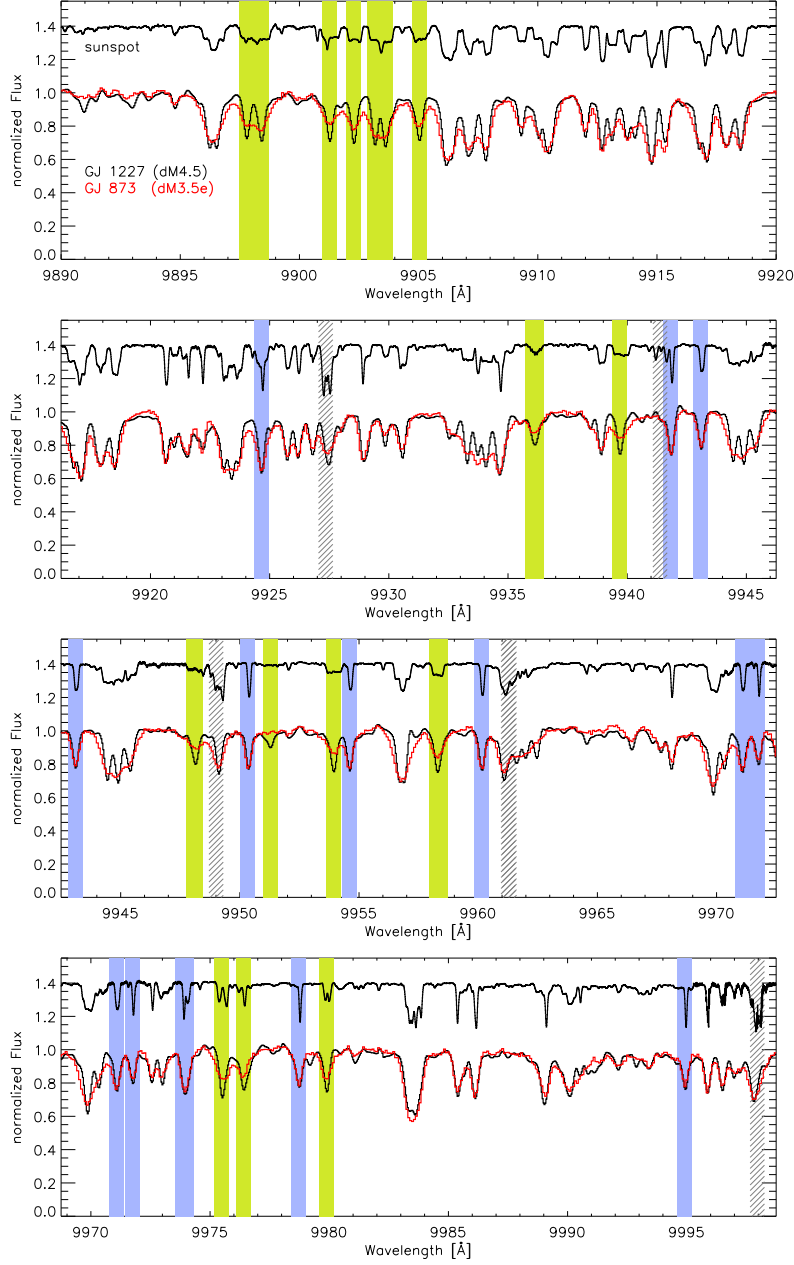 normalized Flux
1.4
1.2
1.0
0.8
0.6
0.4
0.2
0.0
sunspot
GJ 1227 (dM4.5)
GJ 873 (dM3.5e)
9890 9895 9900 9905 9910 9915 9920
Wavelength [Å]
normalized Flux
1.4
1.2
1.0
0.8
0.6
0.4
0.2
0.0
9920 9925 9930 9935 9940 9945
Wavelength [Å]
normalized Flux
1.4
1.2
1.0
0.8
0.6
0.4
0.2
0.0
9945 9950 9955 9960 9965 9970
Wavelength [Å]
normalized Flux
1.4
1.2
1.0
0.8
0.6
0.4
0.2
0.0
9970 9975 9980 9985 9990 9995
Wavelength [Å]